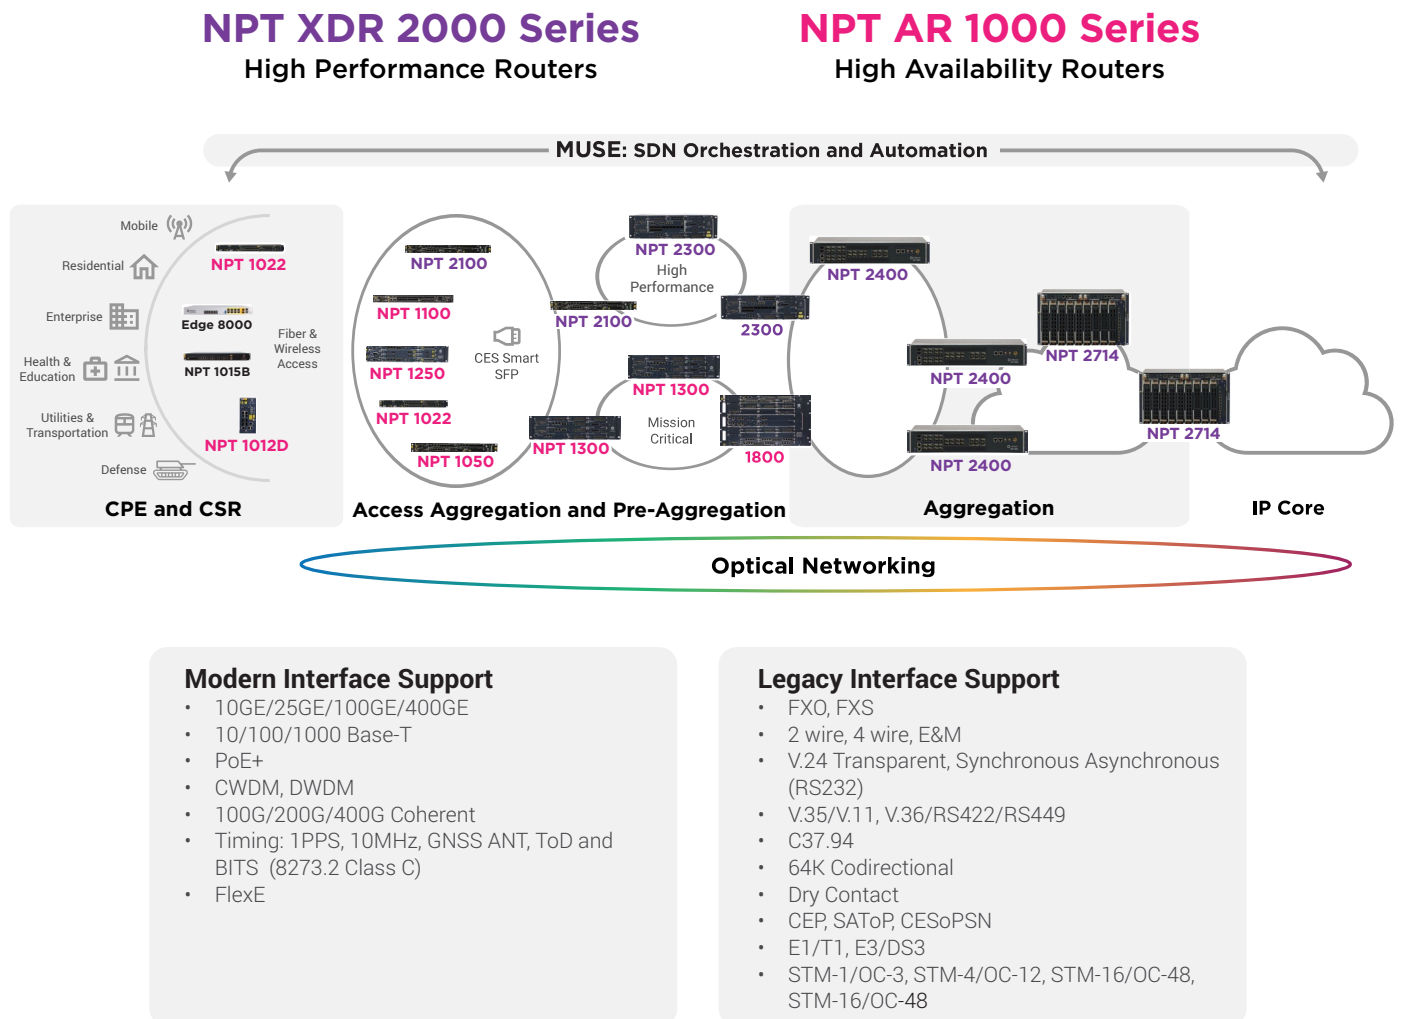 NPT XDR 2000 Series
High Performance Routers
NPT AR 1000 Series
High Availability Routers
MUSE: SDN Orchestration and Automation
Mobile
Residential
Enterprise
Health &
Education
Utilities &
Transportation
Defense
NPT 1022
Edge 8000
NPT 1015B
NPT 1012D
Fiber &
Wireless
Access
CPE and CSR
NPT 2100
NPT 1100
NPT 1250
NPT 1022
NPT 1050
CES Smart
SFP
NPT 2300
High
Performance
NPT 2100
2300
NPT 1300
Mission
Critical
NPT 1300
1800
Access Aggregation and Pre-Aggregation
NPT 2400
NPT 2400
NPT 2400
NPT 2714
NPT 2714
Aggregation
IP Core
Optical Networking
Modern Interface Support
• 10GE/25GE/100GE/400GE
• 10/100/1000 Base-T
• PoE+
• CWDM, DWDM
• 100G/200G/400G Coherent
• Timing: 1PPS, 10MHz, GNSS ANT, ToD and
BITS (8273.2 Class C)
• FlexE
Legacy Interface Support
• FXO, FXS
• 2 wire, 4 wire, E&M
• V.24 Transparent, Synchronous Asynchronous
(RS232)
• V.35/V.11, V.36/RS422/RS449
• C37.94
• 64K Codirectional
• Dry Contact
• CEP, SAToP, CESoPSN
• E1/T1, E3/DS3
• STM-1/OC-3, STM-4/OC-12, STM-16/OC-48,
STM-16/OC-48